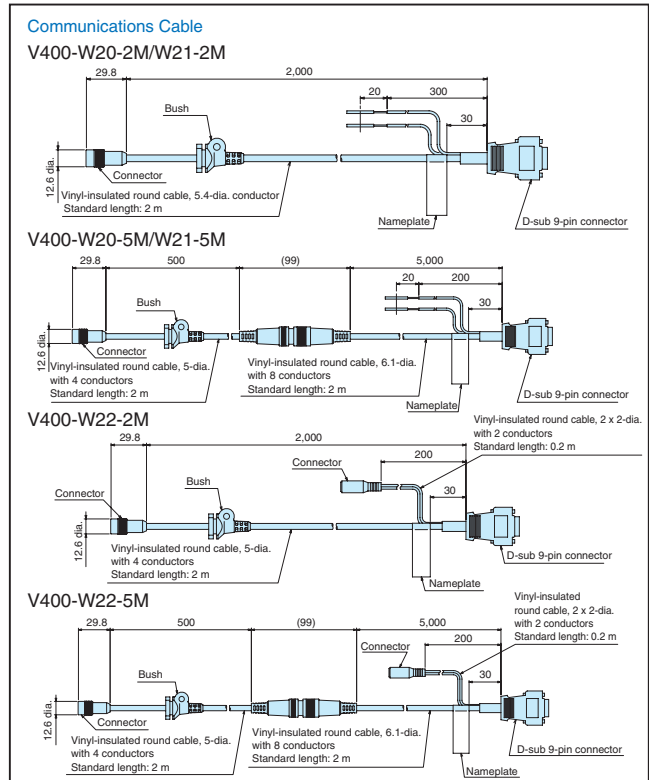 Communications Cable
V400-W20-2M/W21-2M
29.8
2,000
20
300
30
Bush
12.6 dia.
Connector
Vinyl-insulated round cable, 5.4-dia. conductor
Standard length: 2 m
Nameplate
D-sub 9-pin connector
V400-W20-5M/W21-5M
29.8
500
(99)
5,000
20
200
30
Bush
12.6 dia.
Connector
Vinyl-insulated round cable, 5-dia.
with 4 conductors
Standard length: 2 m
Vinyl-insulated round cable, 6.1-dia.
with 8 conductors
Standard length: 2 m
Nameplate
D-sub 9-pin connector
V400-W22-2M
29.8
2,000
Vinyl-insulated round cable, 2 x 2-dia.
with 2 conductors
Standard length: 0.2 m
200
30
Connector
Connector
Bush
12.6 dia.
Vinyl-insulated round cable, 5-dia.
with 4 conductors
Standard length: 2 m
Nameplate
D-sub 9-pin connector
V400-W22-5M
29.8
500
(99)
5,000
Vinyl-insulated
round cable, 2 x 2-dia.
with 2 conductors
Standard length: 0.2 m
200
30
Connector
Bush
12.6 dia.
Connector
Vinyl-insulated round cable, 5-dia.
with 4 conductors
Standard length: 2 m
Vinyl-insulated round cable, 6.1-dia.
with 8 conductors
Standard length: 2 m
Nameplate
D-sub 9-pin connector